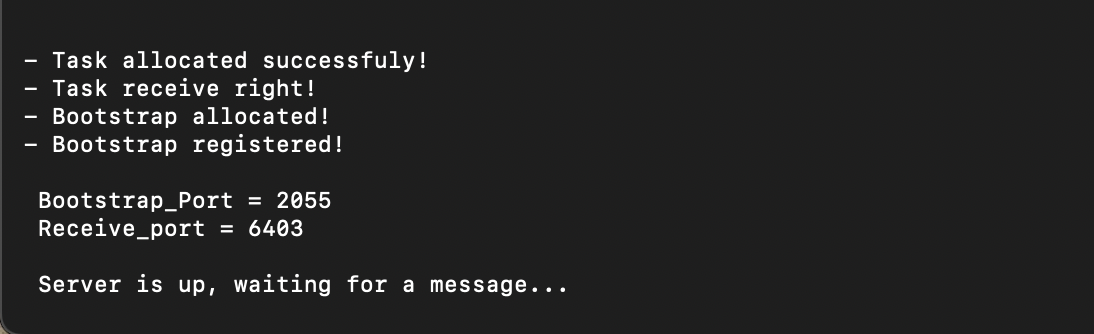 - Task allocated successfuly!
- Task receive right!
- Bootstrap allocated!
- Bootstrap registered!
Bootstrap_Port = 2055
Receive_port = 6403
Server is up, waiting for a message...